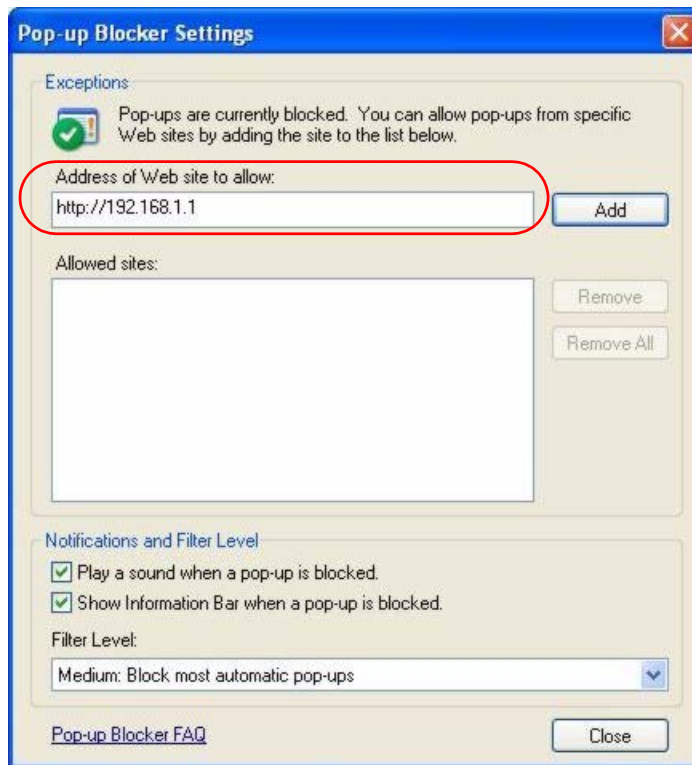 Pop-up Blocker Settings
Exceptions
Pop-ups are currently blocked. You can allow pop-ups from specific
Web sites by adding the site to the list below.
Address of Web site to allow:
http://192.168.1.1
Add
Allowed sites:
Remove
Remove All
Notifications and Filter Level
Play a sound when a pop-up is blocked.
Show Information Bar when a pop-up is blocked.
Filter Level:
Medium: Block most automatic pop-ups
Pop-up Blocker FAQ
Close